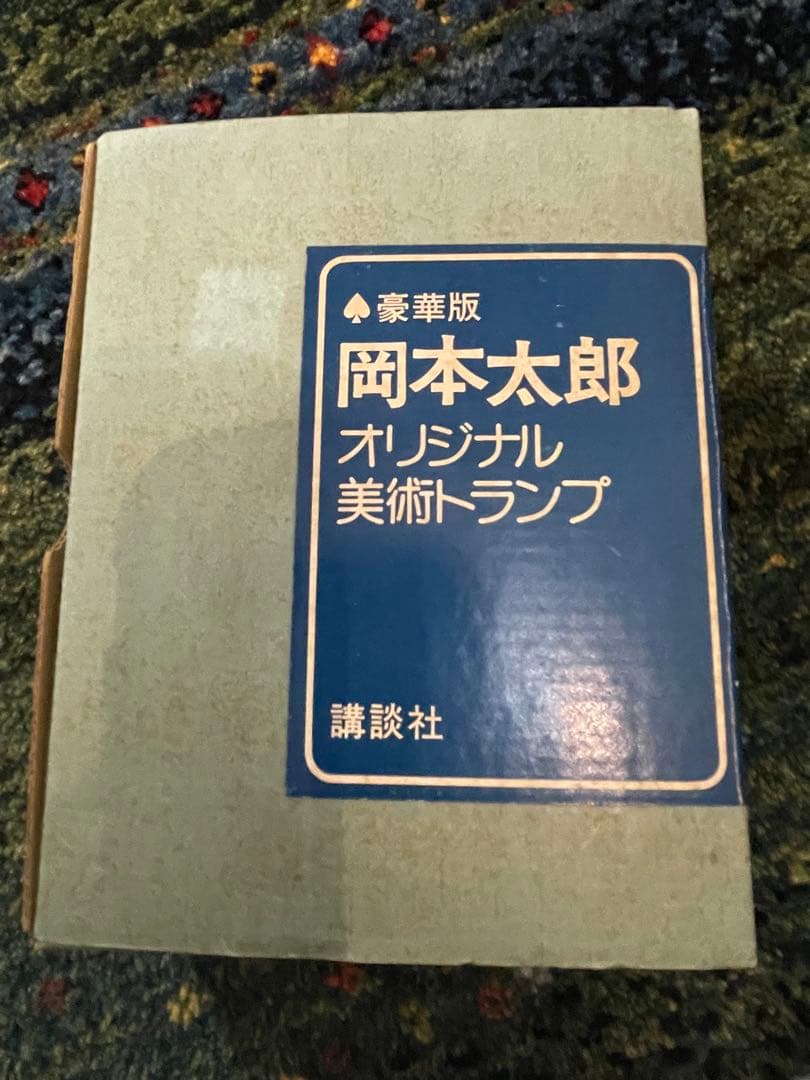 ♠豪華版
岡本太郎
オリジナル
美術トランプ
講談社